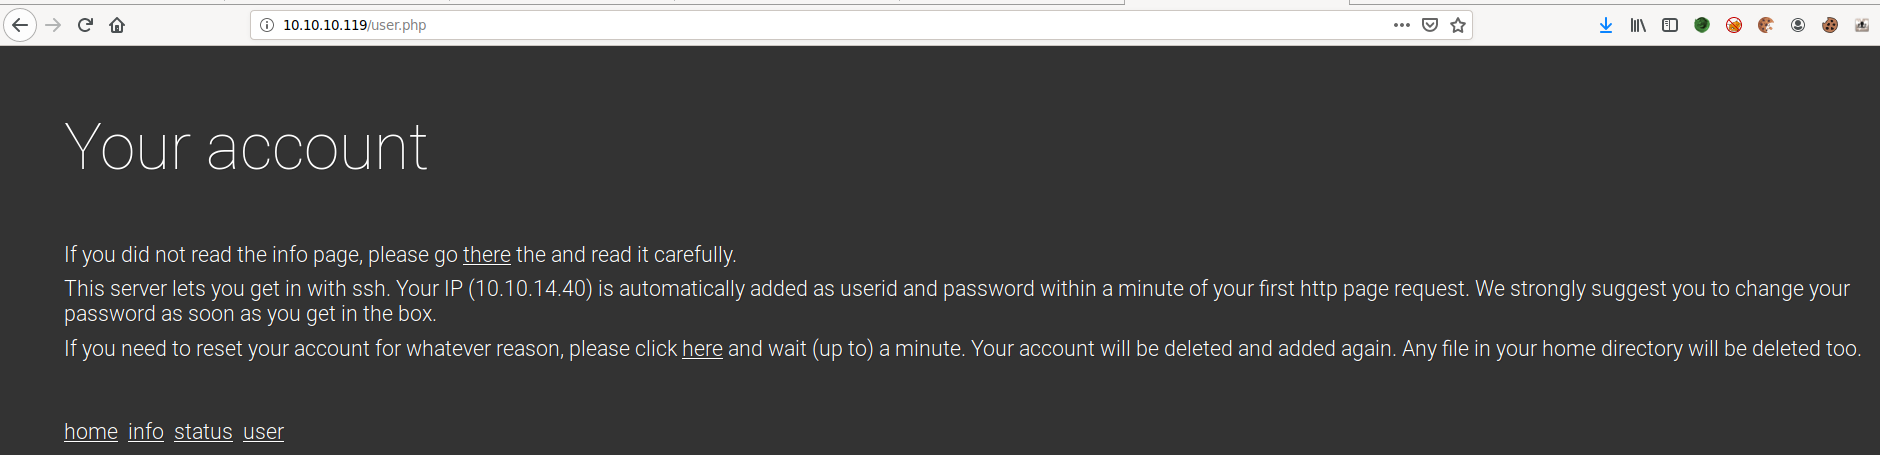 10.10.10.119/user.php
Your account
If you did not read the info page, please go there the and read it carefully.
This server lets you get in with ssh. Your IP (10.10.14.40) is automatically added as userid and password within a minute of your first http page request. We strongly suggest you to change your
password as soon as you get in the box.
If you need to reset your account for whatever reason, please click here and wait (up to) a minute. Your account will be deleted and added again. Any file in your home directory will be deleted too.
home info status user